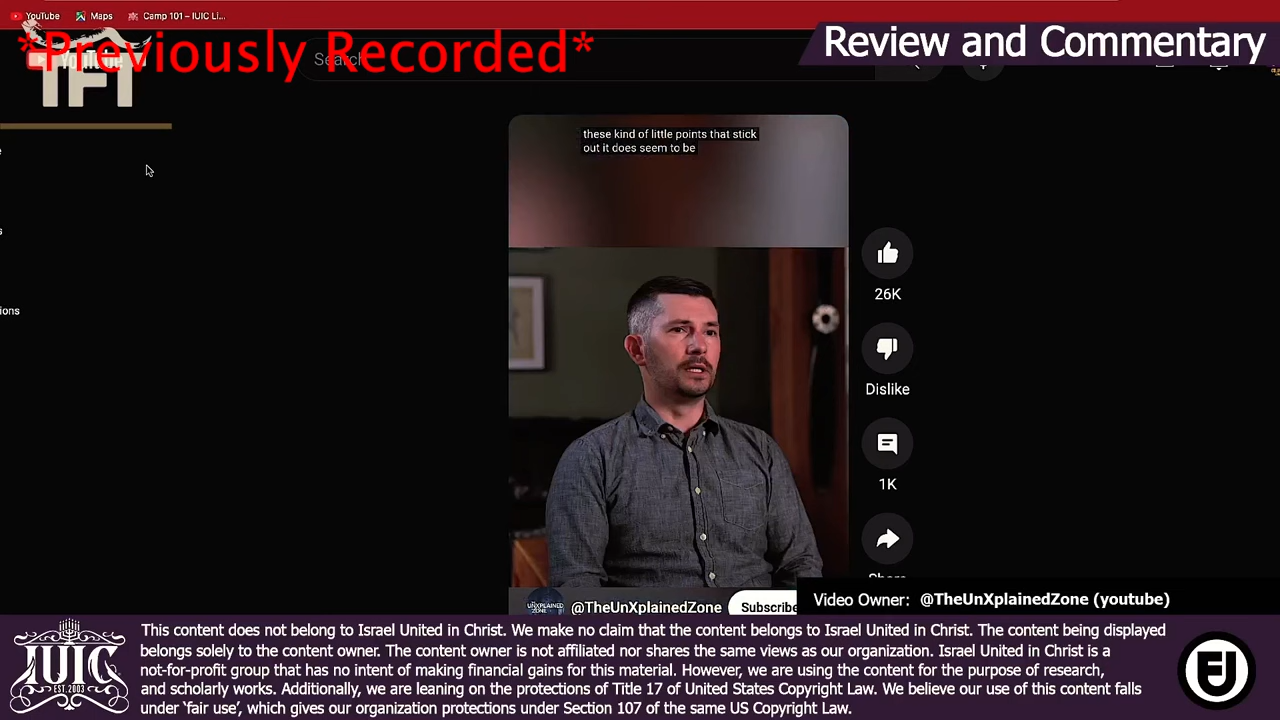 YouTube Maps Camp 101 – IUIC Li...
*Previously Recorded*
Review and Commentary
YouTube
Search
TFT
these kind of little points that stick
out it does seem to be
ions
26K
Dislike
1K
Share
@TheUnXplainedZone Subscribe
UNXPLAINED
ZONE
Video Owner: @TheUnXplainedZone (youtube)
This content does not belong to Israel United in Christ. We make no claim that the content belongs to Israel United in Christ. The content being displayed
belongs solely to the content owner. The content owner is not affiliated nor shares the same views as our organization. Israel United in Christ is a
not-for-profit group that has no intent of making financial gains for this material. However, we are using the content for the purpose of research,
and scholarly works. Additionally, we are leaning on the protections of Title 17 of United States Copyright Law. We believe our use of this content falls
under ‘fair use’, which gives our organization protections under Section 107 of the same US Copyright Law.
IUIC
EST. 2003